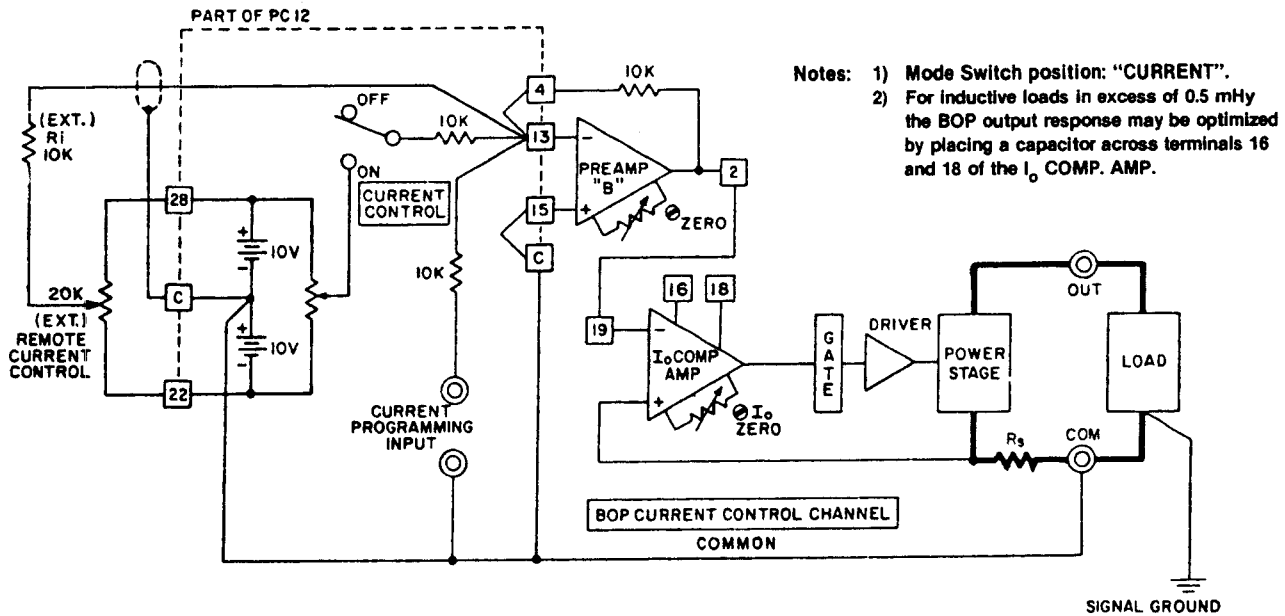 PART OF PC12
Notes: 1) Mode Switch position: "CURRENT".
2) For inductive loads in excess of 0.5 mHy
the BOP output response may be optimized
by placing a capacitor across terminals 16
and 18 of the Io COMP. AMP.
4
10K
(EXT.)
Ri
10K
OFF
10K
13
−
PREAMP
"B"
2
ON
CURRENT
CONTROL
15
+
ZERO
28
+
−
10V
C
10K
20K
(EXT.)
REMOTE
CURRENT
CONTROL
C
+
−
10V
22
16
18
19
−
Io COMP
AMP
+
Io
ZERO
GATE
DRIVER
POWER
STAGE
OUT
LOAD
CURRENT
PROGRAMMING
INPUT
Rs
COM
BOP CURRENT CONTROL CHANNEL
COMMON
SIGNAL GROUND